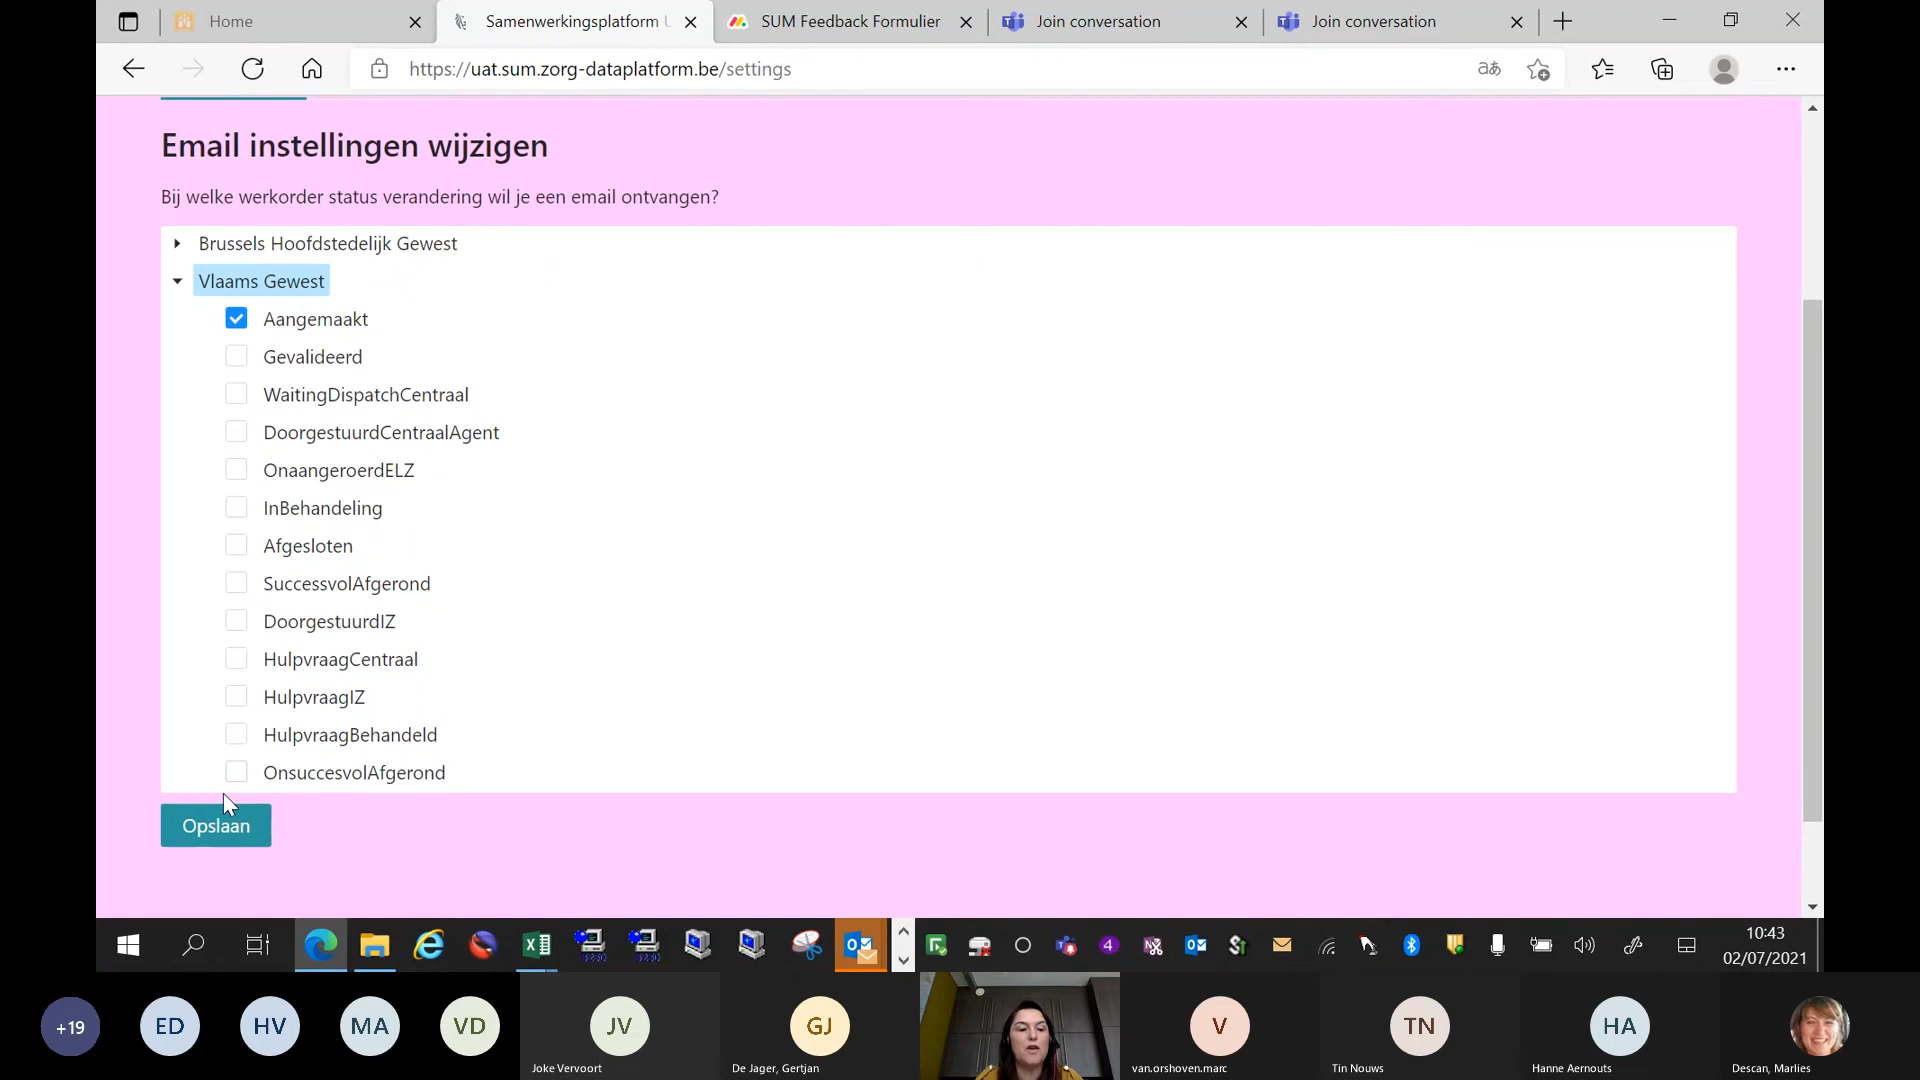 Home
Samenwerkingsplatform
SUM Feedback Formulier
Join conversation
Join conversation
https://uat.sum.zorg-dataplatform.be/settings
Email instellingen wijzigen
Bij welke werkorder status verandering wil je een email ontvangen?
Brussels Hoofdstedelijk Gewest
Vlaams Gewest
Aangemaakt
Gevalideerd
WaitingDispatchCentraal
DoorgestuurdCentraalAgent
OnaangeroerdELZ
InBehandeling
Afgesloten
SuccessvolAfgerond
DoorgestuurdIZ
HulpvraagCentraal
HulpvraagIZ
HulpvraagBehandeld
OnsuccesvolAfgerond
Opslaan
10:43
02/07/2021
+19
ED
HV
MA
VD
JV
GJ
V
TN
HA
Joke Vervoort
De Jager, Gertjan
van.orshoven.marc
Tin Nouws
Hanne Aernouts
Descan, Marlies